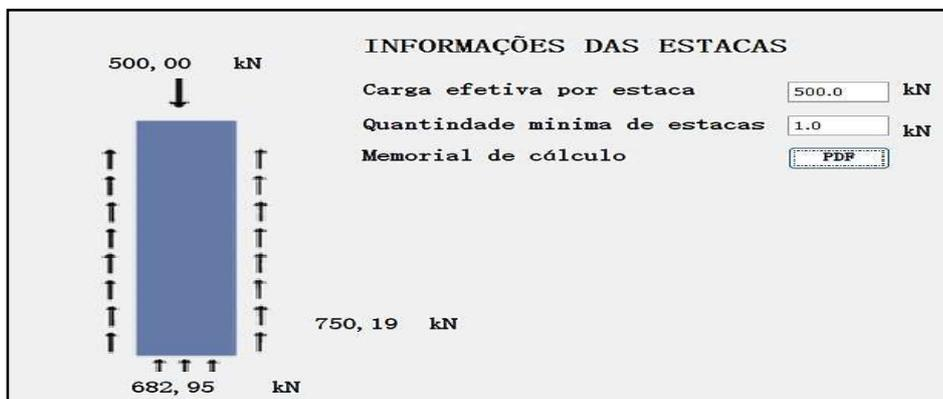 INFORMAÇÕES DAS ESTACAS
500,00 kN
Carga efetiva por estaca 500.0 kN
Quantindade minima de estacas 1.0 kN
Memorial de cálculo PDF
750,19 kN
682,95 kN